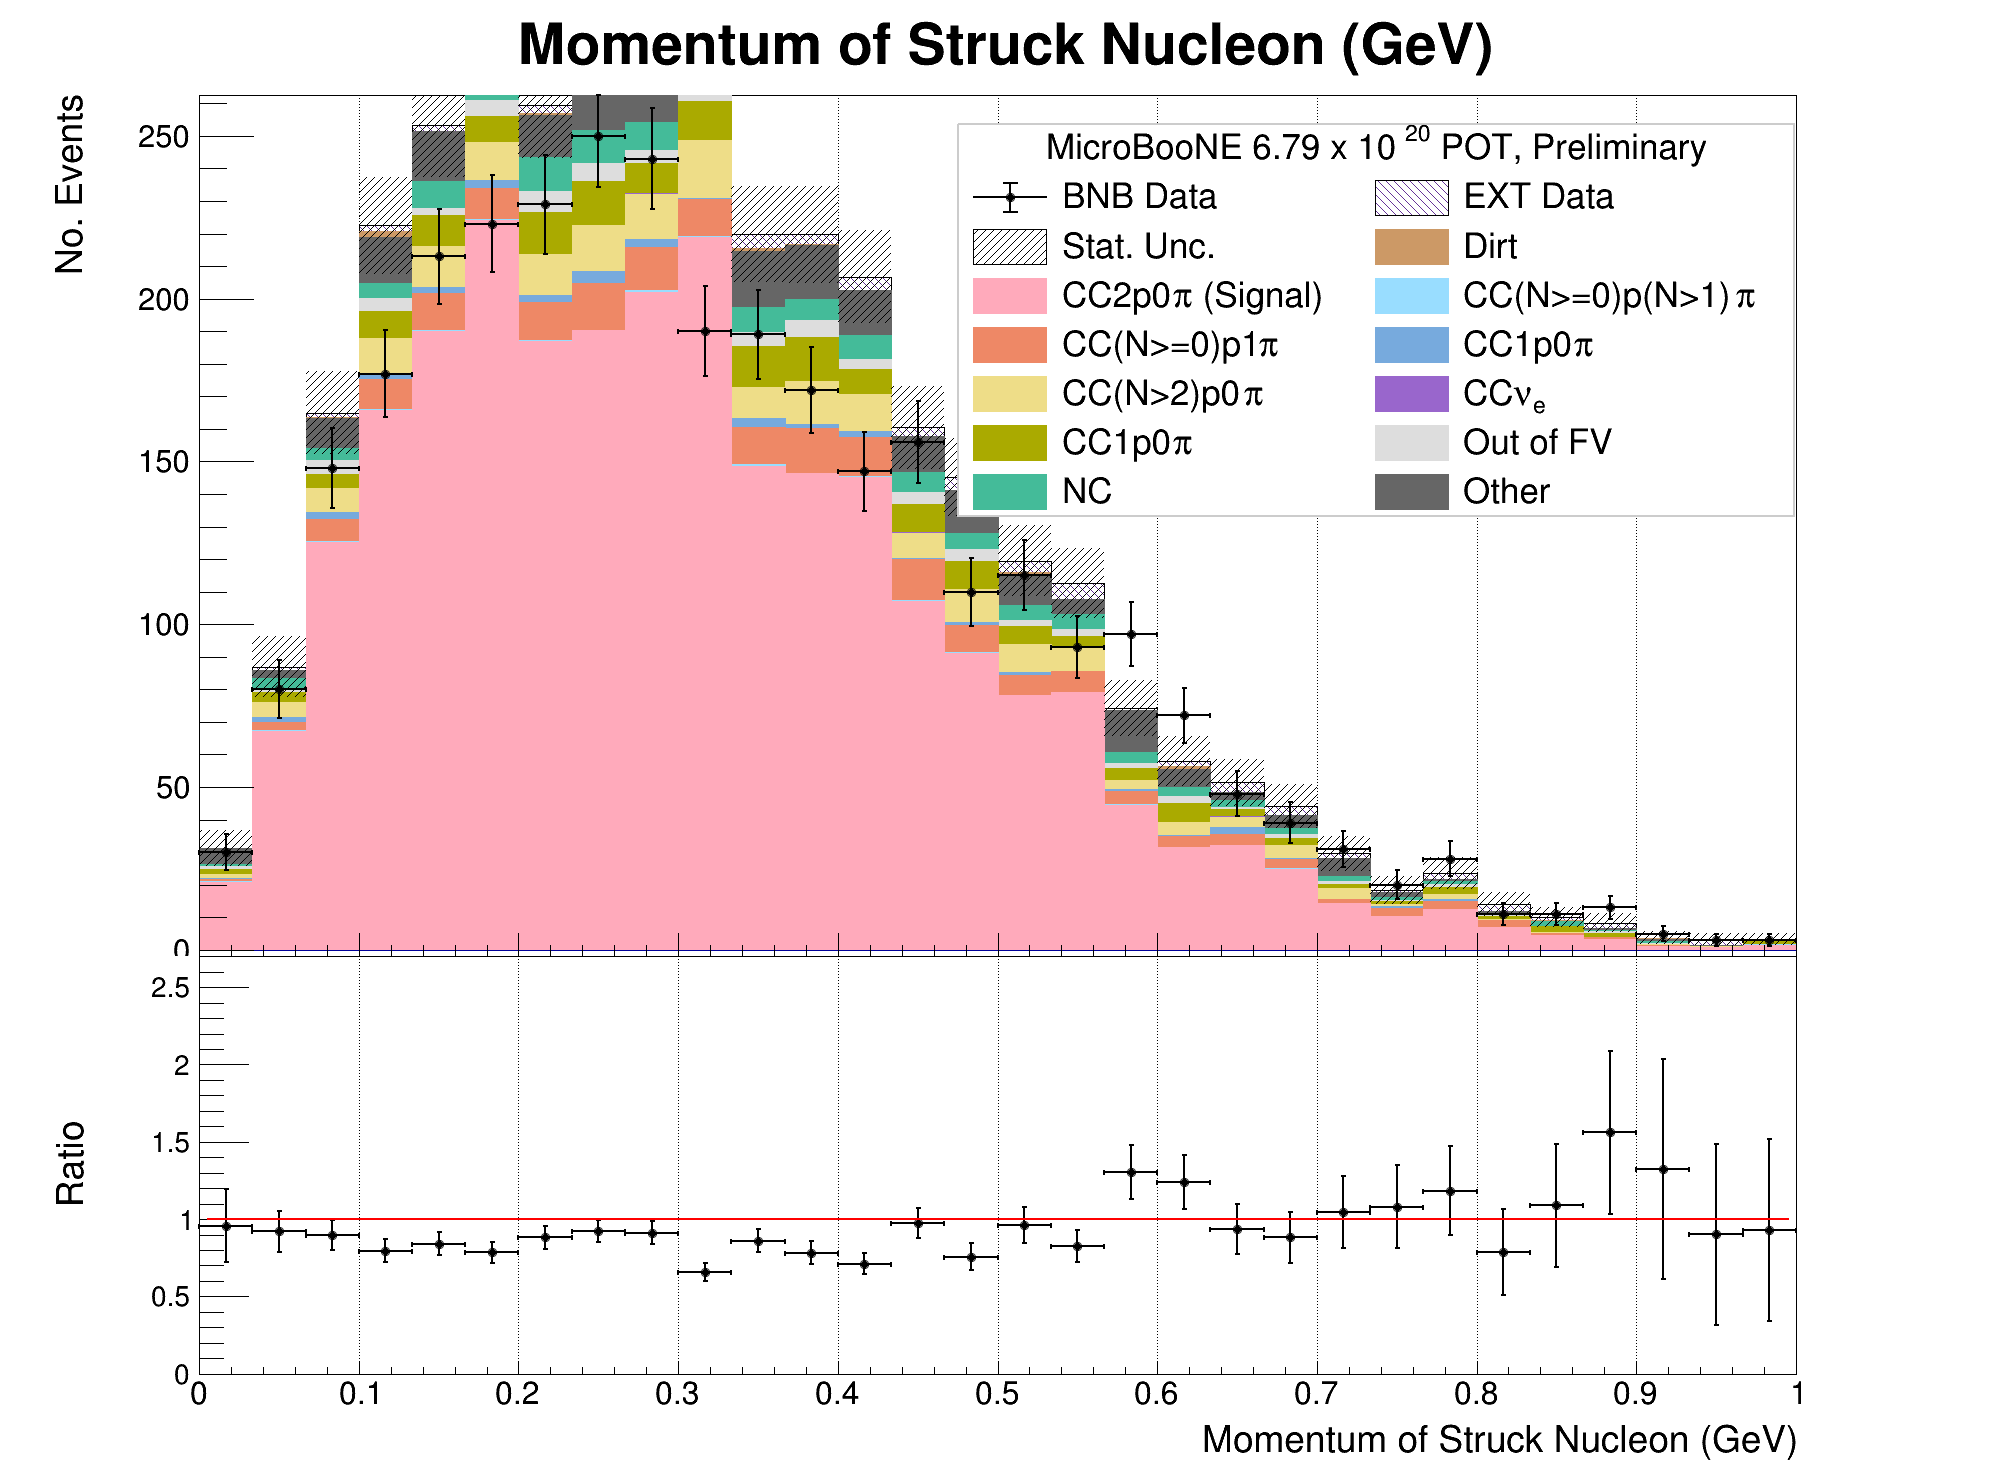 Momentum of Struck Nucleon (GeV)
No. Events
250
200
150
100
50
0
MicroBooNE 6.79 x 10 20 POT, Preliminary
BNB Data
EXT Data
Stat. Unc.
Dirt
CC2p0π (Signal)
CC(N>=0)p(N>1)π
CC(N>=0)p1π
CC1p0π
CC(N>2)p0π
CCνe
CC1p0π
Out of FV
NC
Other
Ratio
2.5
2
1.5
1
0.5
0
0 0.1 0.2 0.3 0.4 0.5 0.6 0.7 0.8 0.9 1
Momentum of Struck Nucleon (GeV)